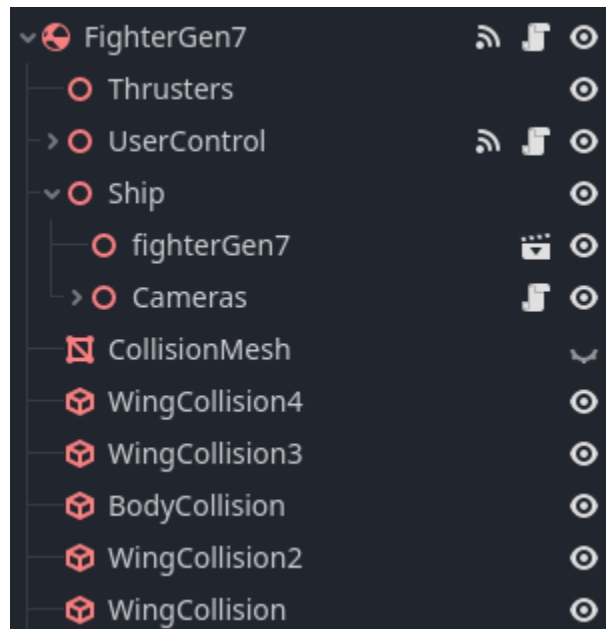 FighterGen7
Thrusters
UserControl
Ship
fighterGen7
Cameras
CollisionMesh
WingCollision4
WingCollision3
BodyCollision
WingCollision2
WingCollision